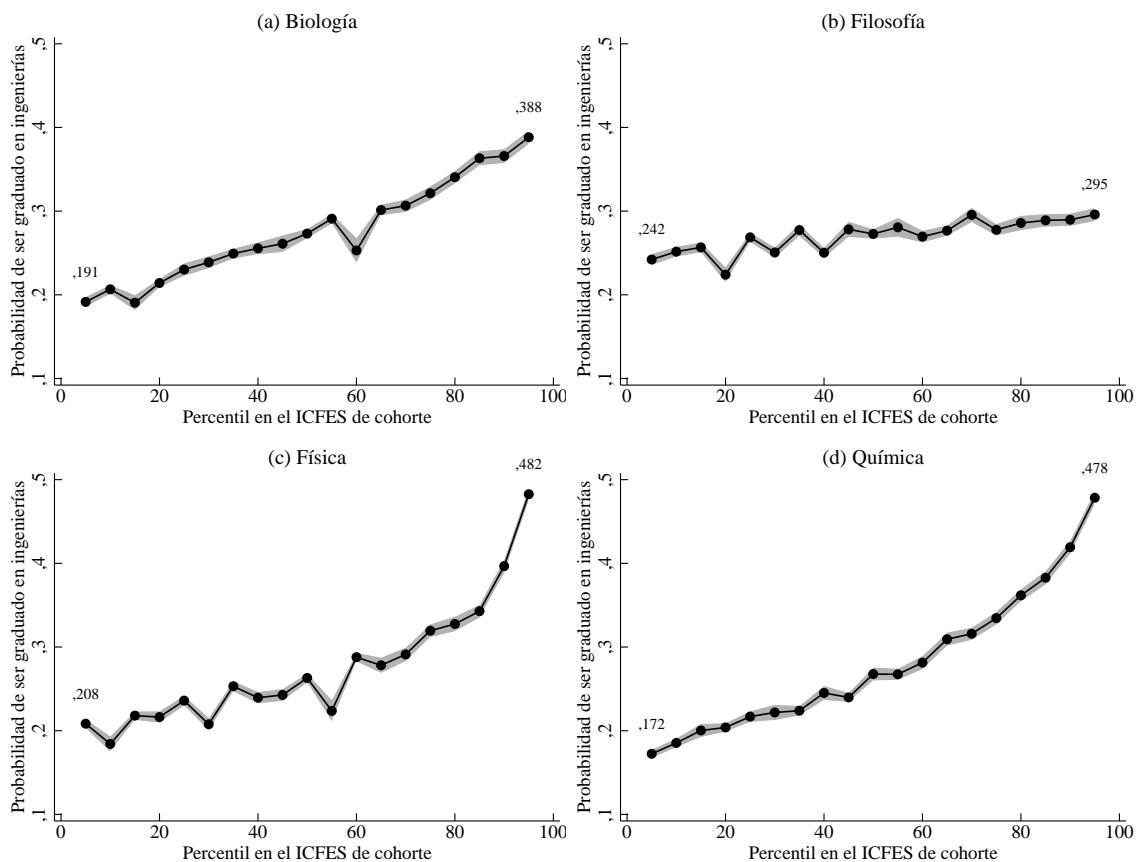 (a) Biología
Probabilidad de ser graduado en ingenierías
,1 ,2 ,3 ,4 ,5
,191
,388
0 20 40 60 80 100
Percentil en el ICFES de cohorte
(b) Filosofía
Probabilidad de ser graduado en ingenierías
,1 ,2 ,3 ,4 ,5
,242
,295
0 20 40 60 80 100
Percentil en el ICFES de cohorte
(c) Física
Probabilidad de ser graduado en ingenierías
,1 ,2 ,3 ,4 ,5
,208
,482
0 20 40 60 80 100
Percentil en el ICFES de cohorte
(d) Química
Probabilidad de ser graduado en ingenierías
,1 ,2 ,3 ,4 ,5
,172
,478
0 20 40 60 80 100
Percentil en el ICFES de cohorte